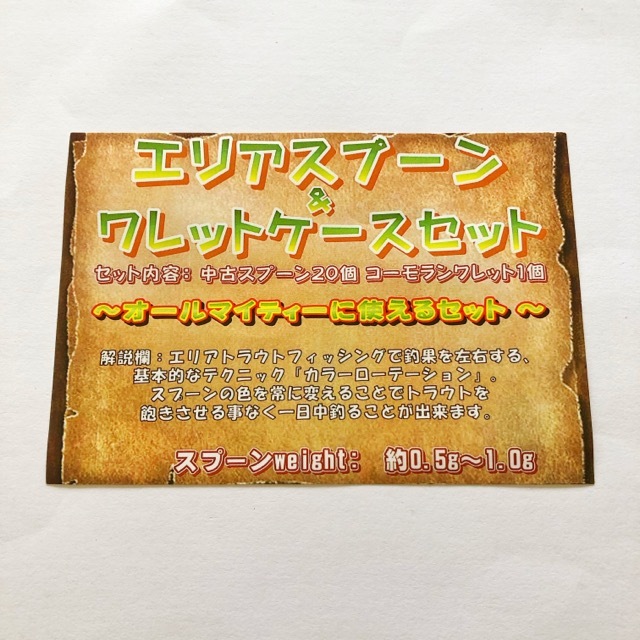 エリアスプーン
&
ワレットケースセット
セット内容: 中古スプーン20個 コーモランワレット1個
～オールマイティーに使えるセット ～
解説欄：エリアトラウトフィッシングで釣果を左右する、
基本的なテクニック「カラーローテーション」。
スプーンの色を常に変えることでトラウトを
飽きさせる事なく一日中釣ることが出来ます。
スプーンweight: 約0.5g～1.0g